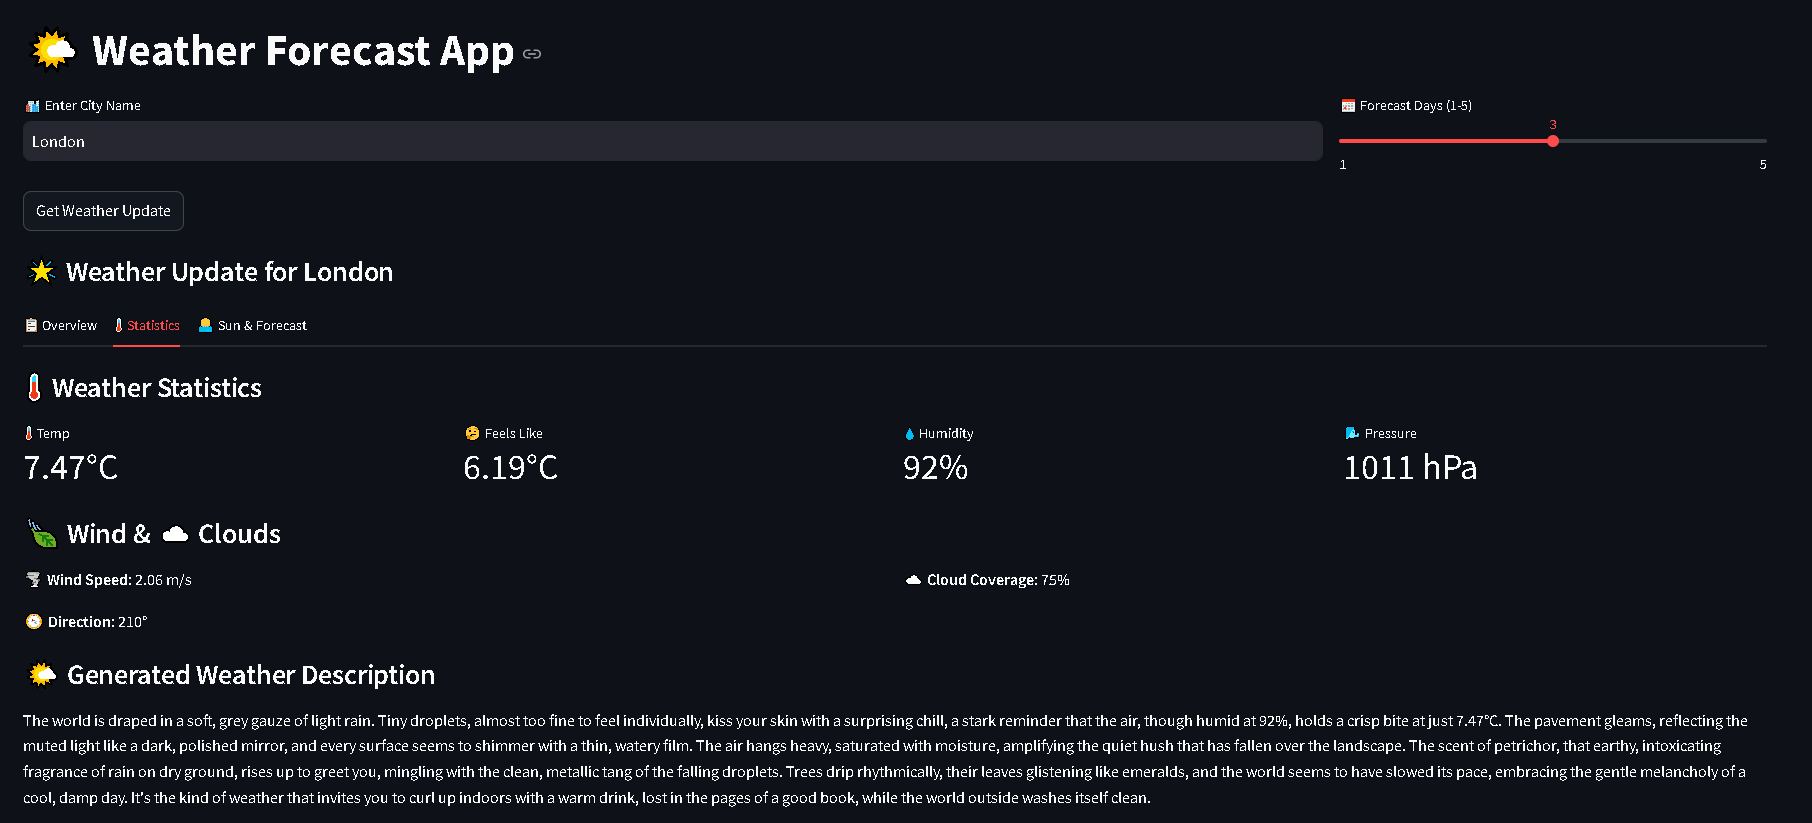 Weather Forecast App
Enter City Name
Forecast Days (1-5)
London
3
1
5
Get Weather Update
Weather Update for London
Overview
Statistics
Sun & Forecast
Weather Statistics
Temp
Feels Like
Humidity
Pressure
7.47°C
6.19°C
92%
1011 hPa
Wind & Clouds
Wind Speed: 2.06 m/s
Cloud Coverage: 75%
Direction: 210°
Generated Weather Description
The world is draped in a soft, grey gauze of light rain. Tiny droplets, almost too fine to feel individually, kiss your skin with a surprising chill, a stark reminder that the air, though humid at 92%, holds a crisp bite at just 7.47°C. The pavement gleams, reflecting the
muted light like a dark, polished mirror, and every surface seems to shimmer with a thin, watery film. The air hangs heavy, saturated with moisture, amplifying the quiet hush that has fallen over the landscape. The scent of petrichor, that earthy, intoxicating
fragrance of rain on dry ground, rises up to greet you, mingling with the clean, metallic tang of the falling droplets. Trees drip rhythmically, their leaves glistening like emeralds, and the world seems to have slowed its pace, embracing the gentle melancholy of a
cool, damp day. It's the kind of weather that invites you to curl up indoors with a warm drink, lost in the pages of a good book, while the world outside washes itself clean.